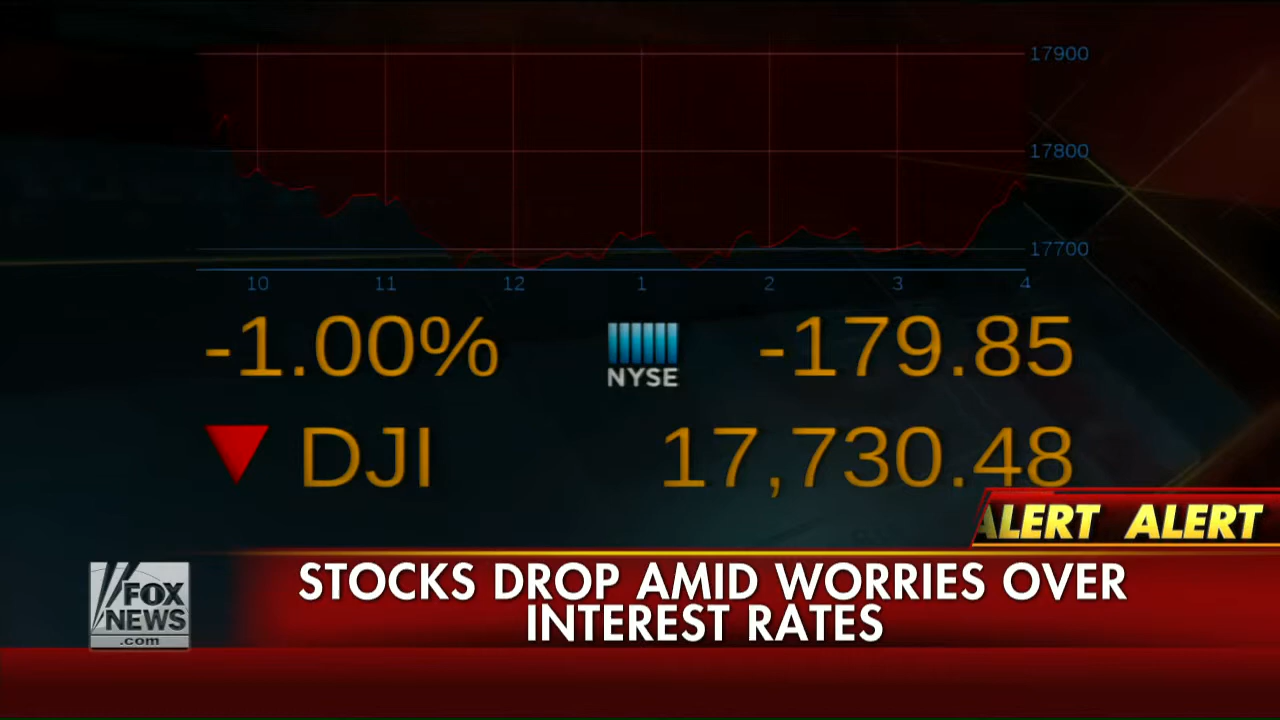 17900
17800
17700
10 11 12 1 2 3 4
-1.00% NYSE -179.85
DJI 17,730.48
ALERT ALERT
STOCKS DROP AMID WORRIES OVER
INTEREST RATES
FOX
NEWS
.com